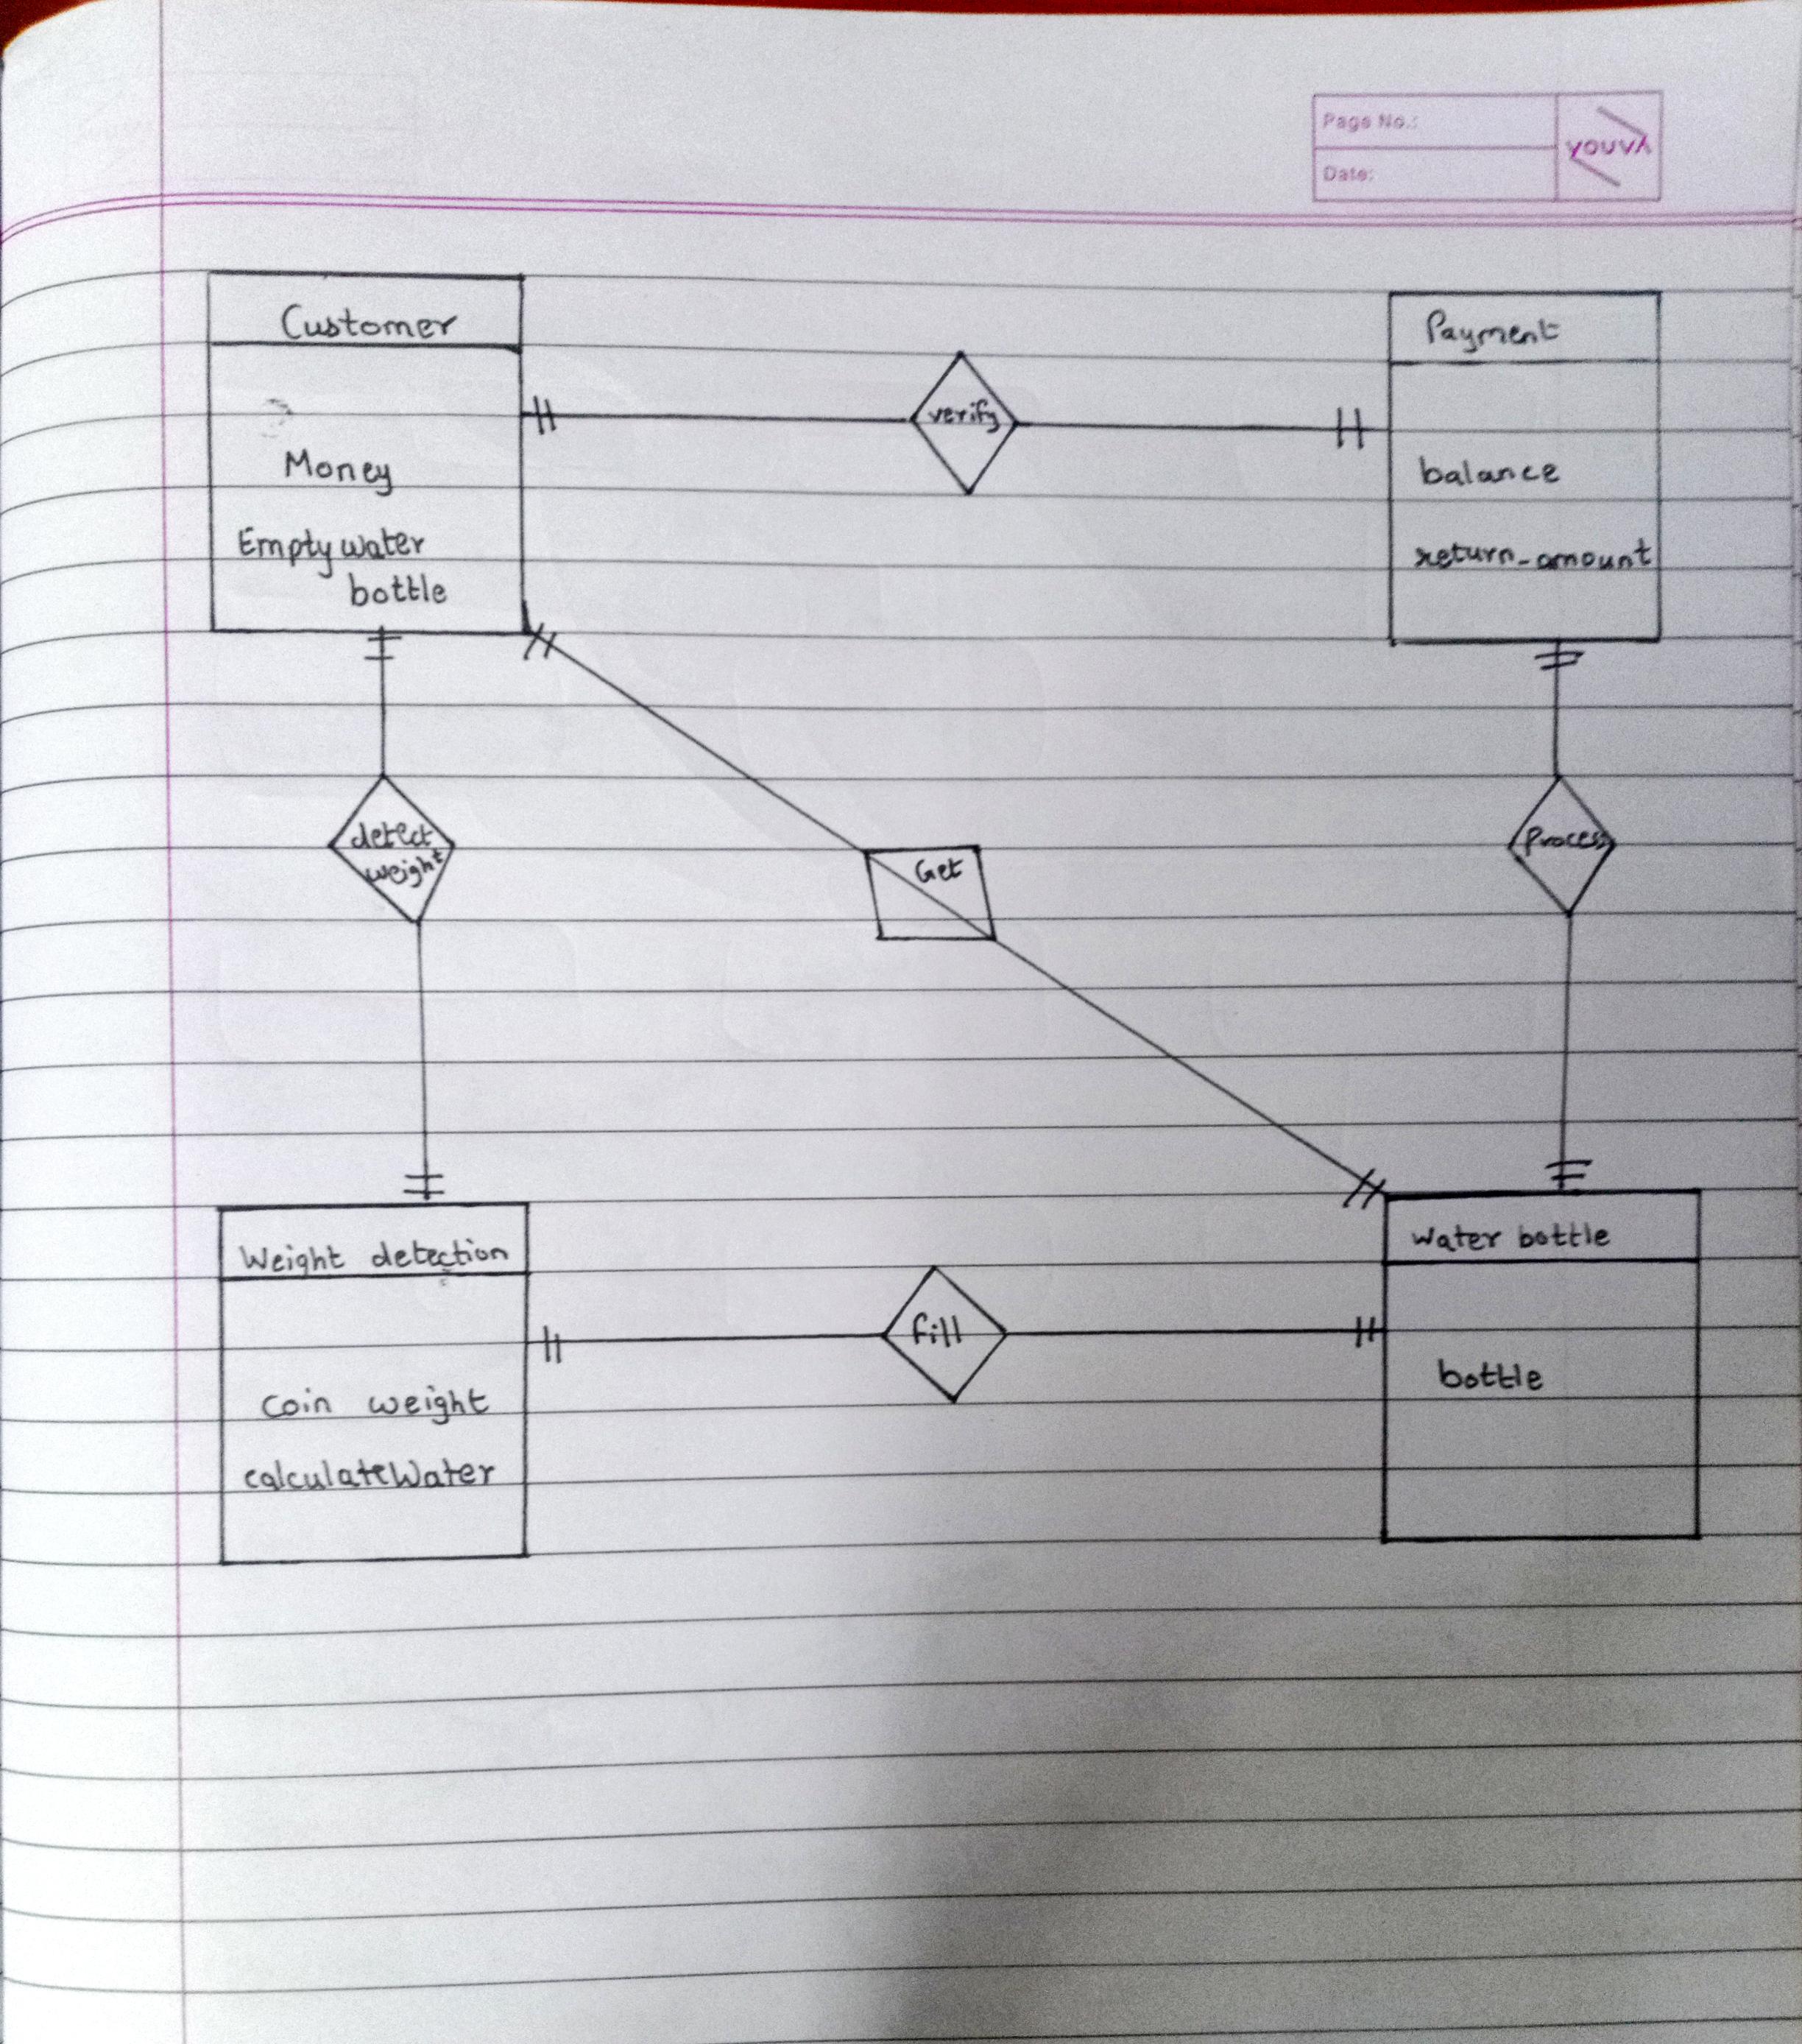 Page No.:
Date:
youva
Customer
Money
Empty water
bottle
verify
Payment
balance
return_amount
detect
weight
Get
Process
Weight detection
coin weight
calculateWater
fill
Water bottle
bottle